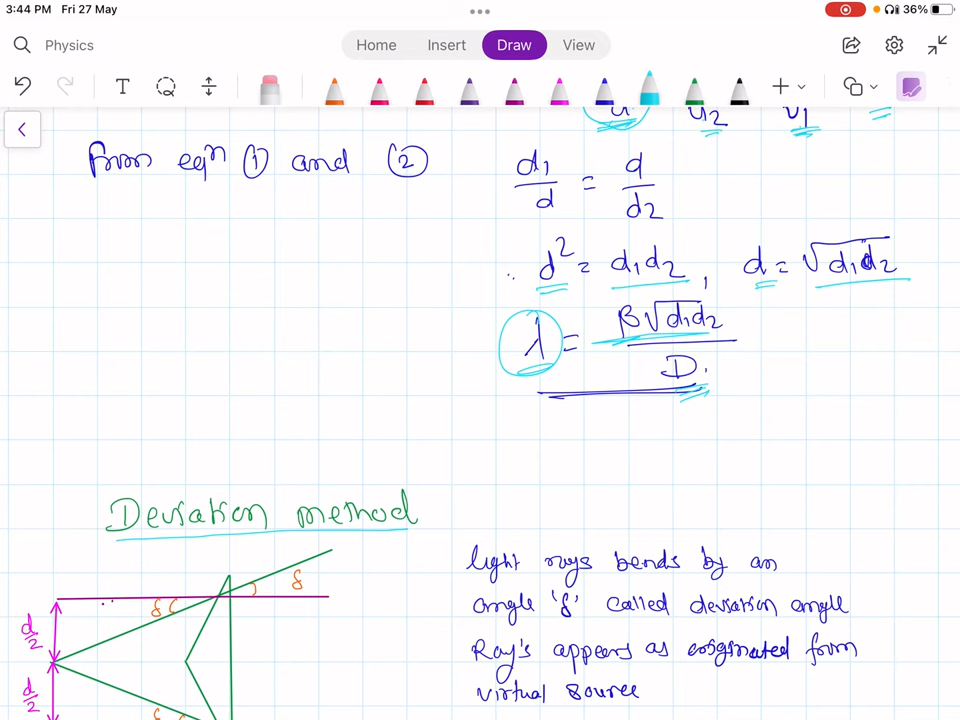 3:44 PM Fri 27 May
36%
Physics
Home Insert Draw View
u u2 v1
from eqn ① and ②
d1/d = d/d2
∴ d² = d1d2, d = √d1d2
λ = β√d1d2/D.
Deviation method
δ
δ
d/2
d/2
δ
light rays bends by an
angle 'δ' called deviation angle
Ray's appears as originated from
virtual source